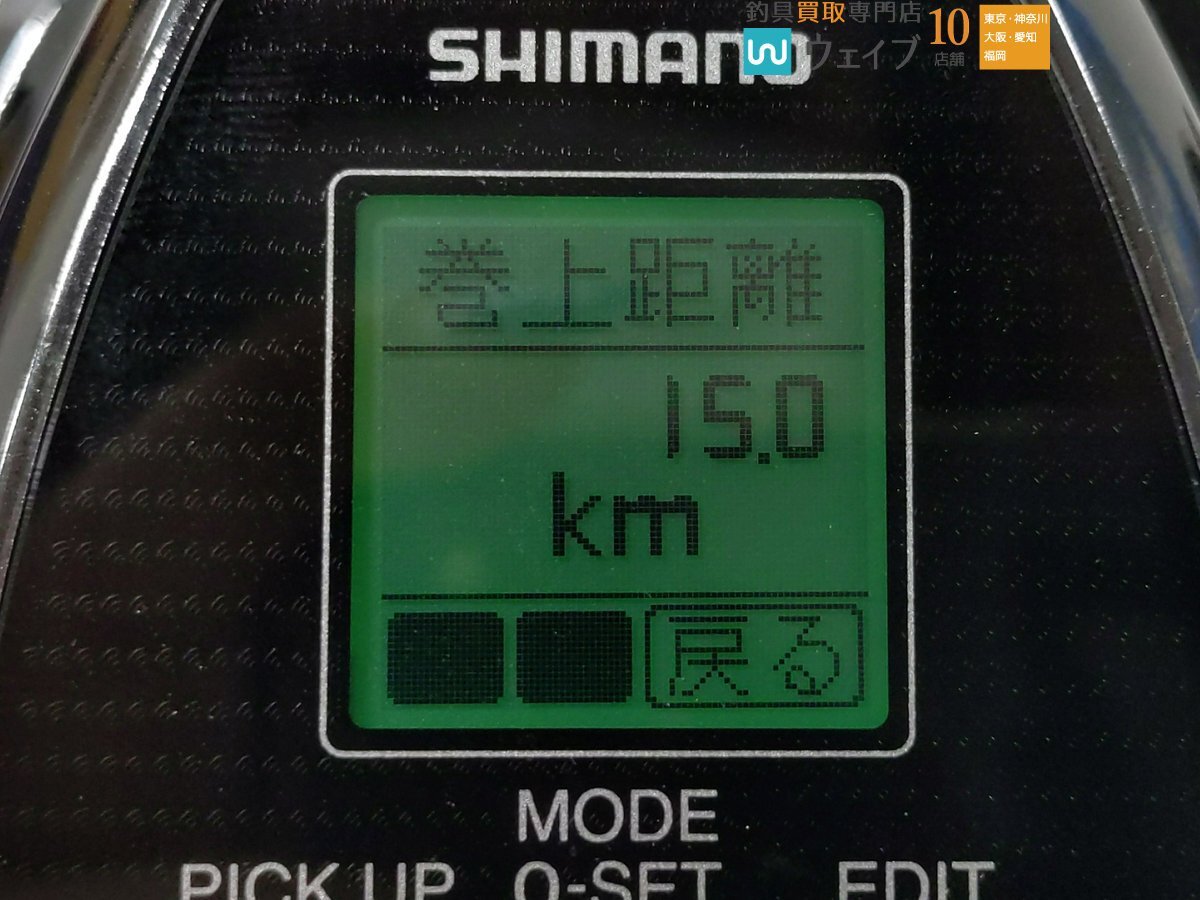 釣具買取専門店
ウェイブ
10
店舗
東京・神奈川
大阪・愛知
福岡
SHIMANO
巻上距離
15.0
km
戻る
MODE
PICK UP 0-SET EDIT